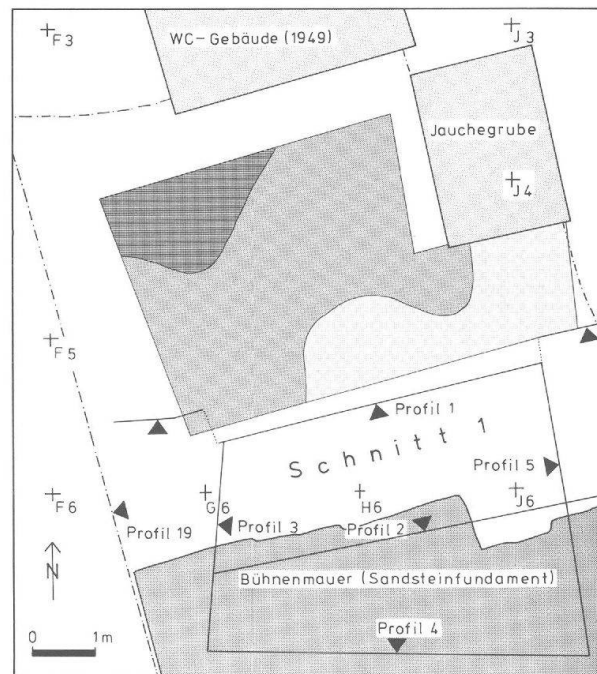 F3
WC-Gebäude (1949)
J3
Jauchegrube
J4
F5
Profil 1
Schnitt 1
Profil 5
F6
G6
H6
J6
Profil 19
Profil 3
Profil 2
N
Bühnenmauer (Sandsteinfundament)
Profil 4
0 1m